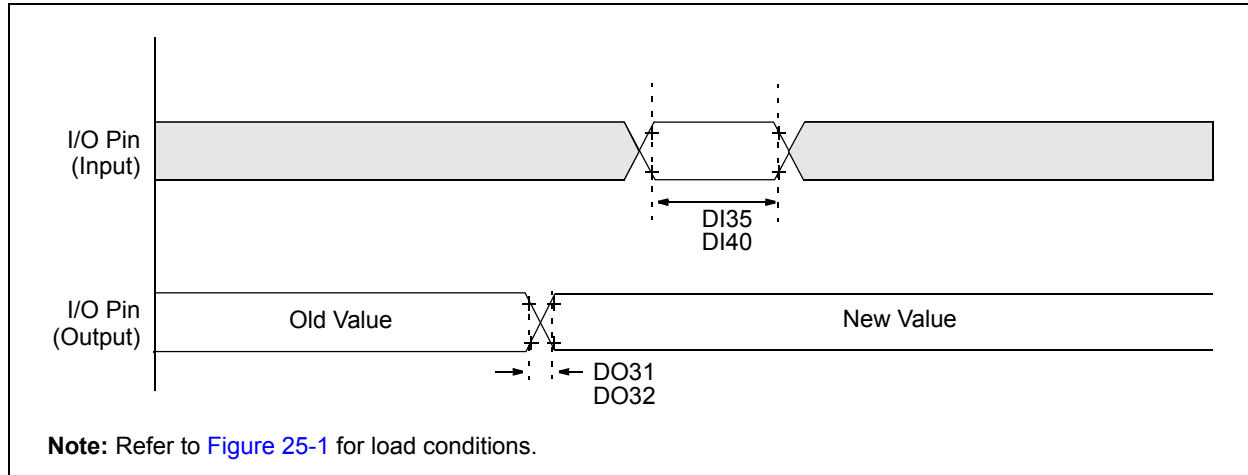 I/O Pin
(Input)
DI35
DI40
I/O Pin
(Output)
Old Value
New Value
DO31
DO32
Note: Refer to Figure 25-1 for load conditions.